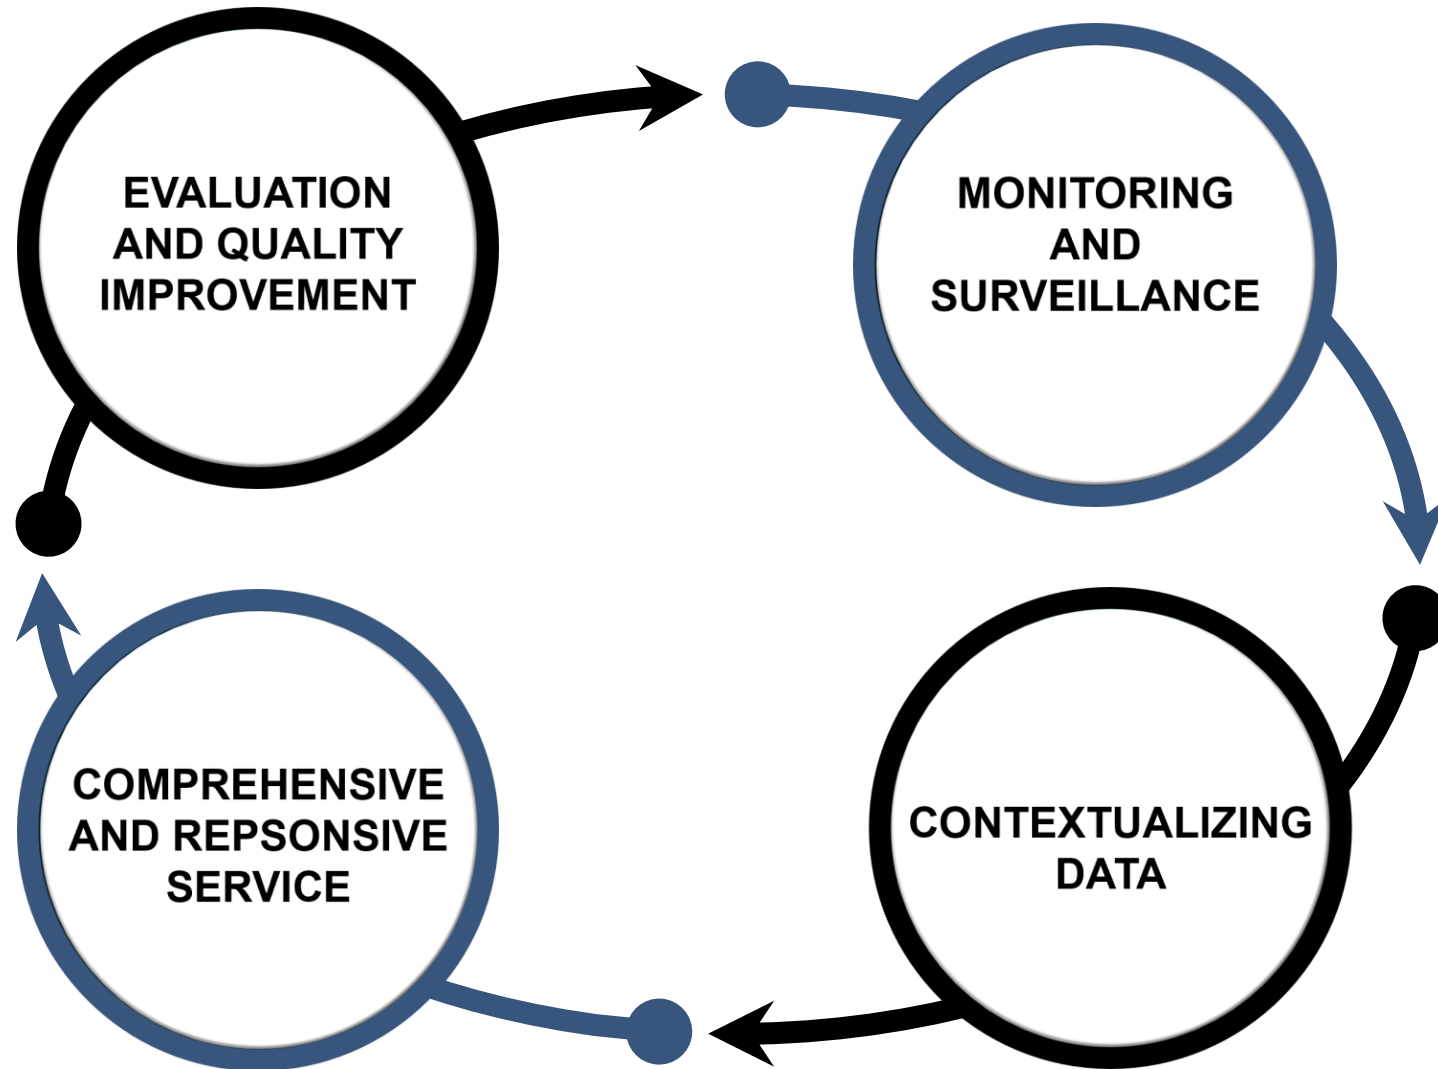 EVALUATION
AND QUALITY
IMPROVEMENT
MONITORING
AND
SURVEILLANCE
COMPREHENSIVE
AND REPSONSIVE
SERVICE
CONTEXTUALIZING
DATA